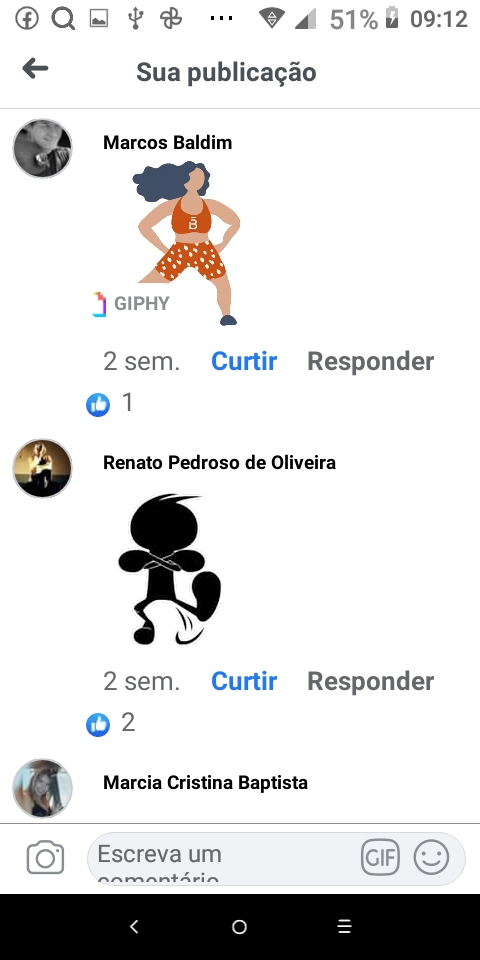 51% 09:12
Sua publicação
Marcos Baldim
B
GIPHY
2 sem. Curtir Responder
1
Renato Pedroso de Oliveira
2 sem. Curtir Responder
2
Marcia Cristina Baptista
Escreva um
comentário
GIF